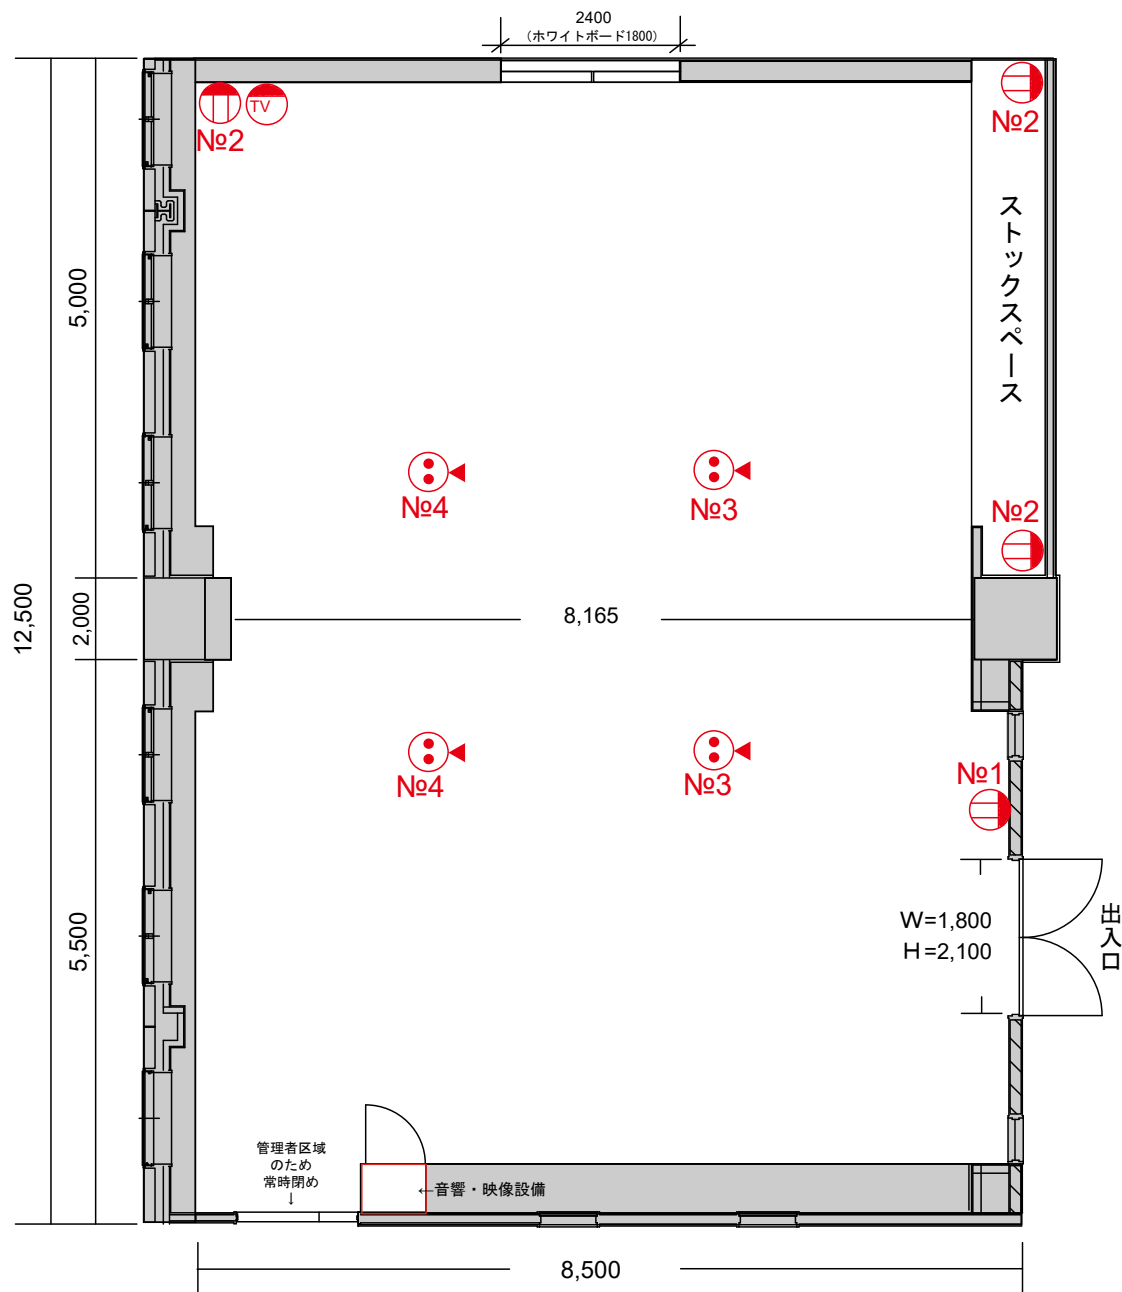 2400
（ホワイトボード1800）
TV
№2
№2
ストックスペース
5,000
№4
№3
№2
12,500
2,000
8,165
№4
№3
№1
5,500
W=1,800
H=2,100
出入口
管理者区域
のため
常時閉め
↓
←音響・映像設備
8,500